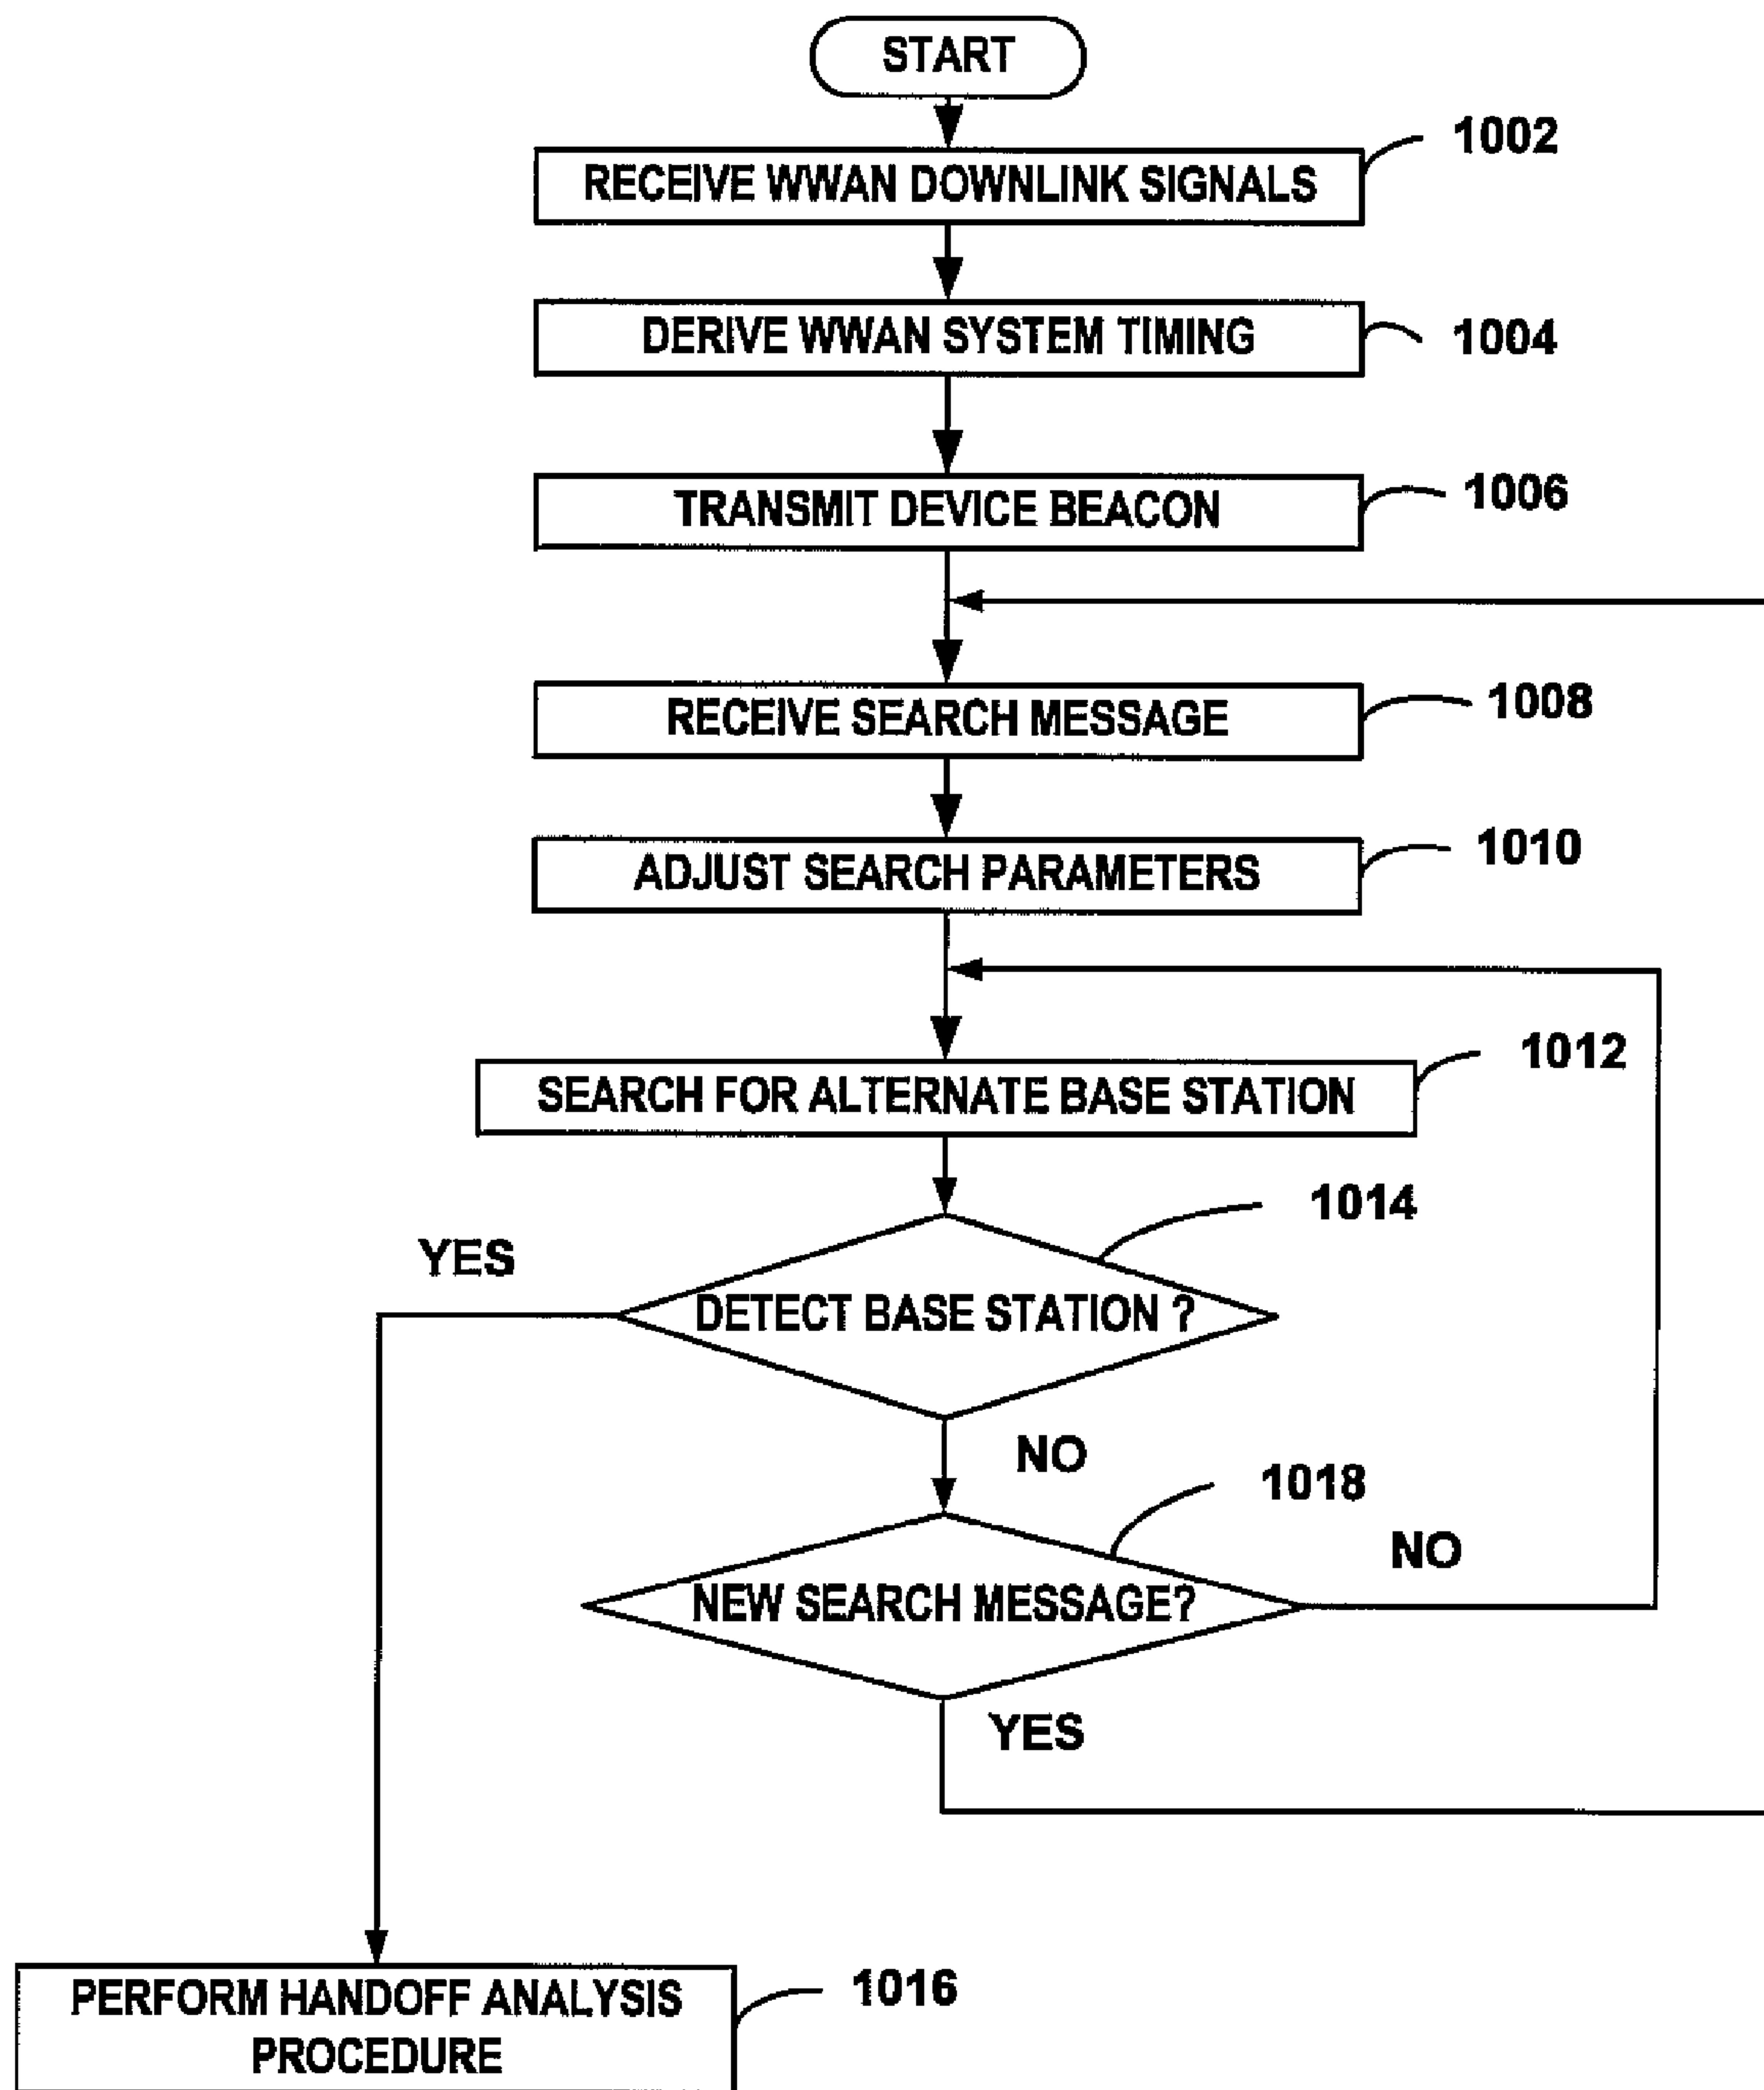 START
1002
RECEIVE WWAN DOWNLINK SIGNALS
DERIVE WWAN SYSTEM TIMING
1004
TRANSMIT DEVICE BEACON
1006
RECEIVE SEARCH MESSAGE
1008
ADJUST SEARCH PARAMETERS
1010
1012
SEARCH FOR ALTERNATE BASE STATION
1014
YES
DETECT BASE STATION ?
NO
1018
NO
NEW SEARCH MESSAGE?
YES
PERFORM HANDOFF ANALYSIS
PROCEDURE
1016